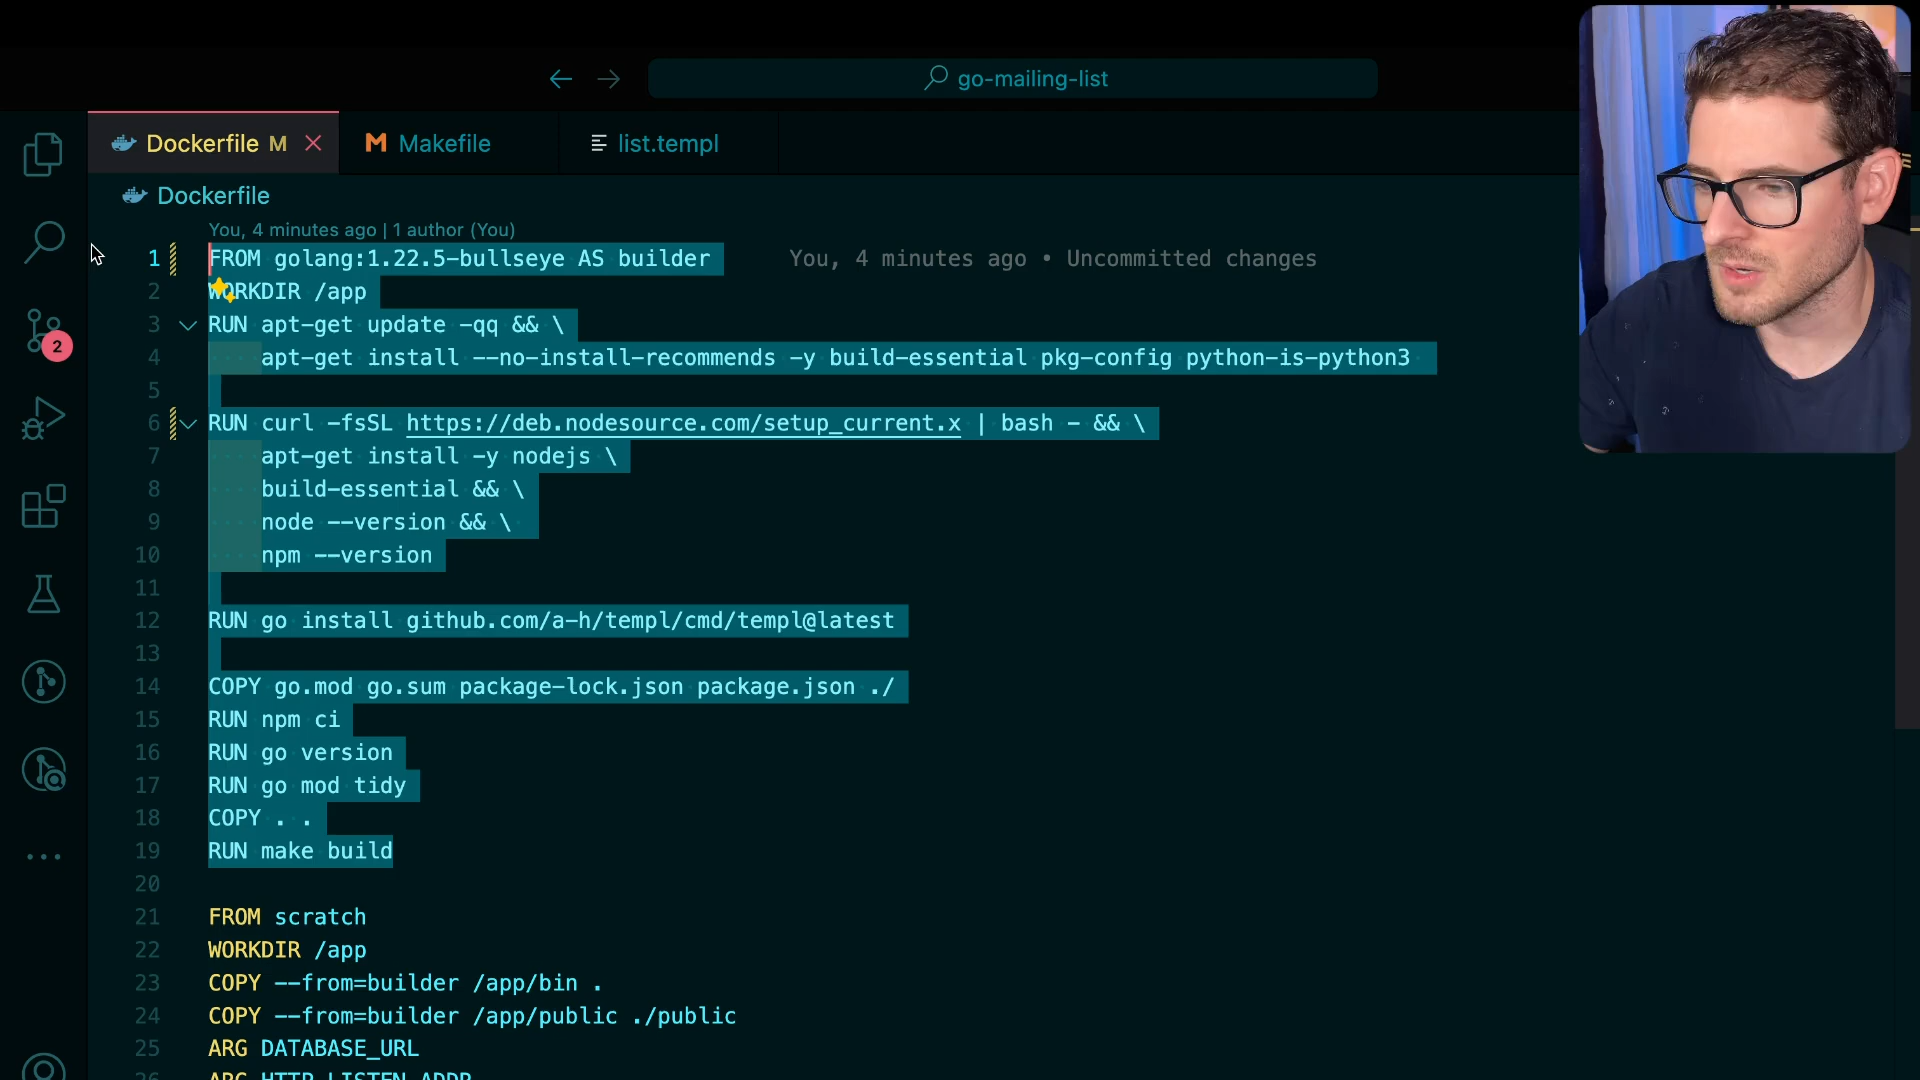 go-mailing-list
Dockerfile M
Makefile
list.templ
Dockerfile
You, 4 minutes ago | 1 author (You)
1 FROM golang:1.22.5-bullseye AS builder You, 4 minutes ago • Uncommitted changes
2 WORKDIR /app
3 RUN apt-get update -qq && \
2
4 apt-get install --no-install-recommends -y build-essential pkg-config python-is-python3
5
6 RUN curl -fsSL https://deb.nodesource.com/setup_current.x | bash - && \
7 apt-get install -y nodejs \
8 build-essential && \
9 node --version && \
10 npm --version
11
12 RUN go install github.com/a-h/templ/cmd/templ@latest
13
14 COPY go.mod go.sum package-lock.json package.json ./
15 RUN npm ci
16 RUN go version
17 RUN go mod tidy
18 COPY . .
19 RUN make build
20
21 FROM scratch
22 WORKDIR /app
23 COPY --from=builder /app/bin .
24 COPY --from=builder /app/public ./public
25 ARG DATABASE_URL
26 ARG HTTP_LISTEN_ADDR